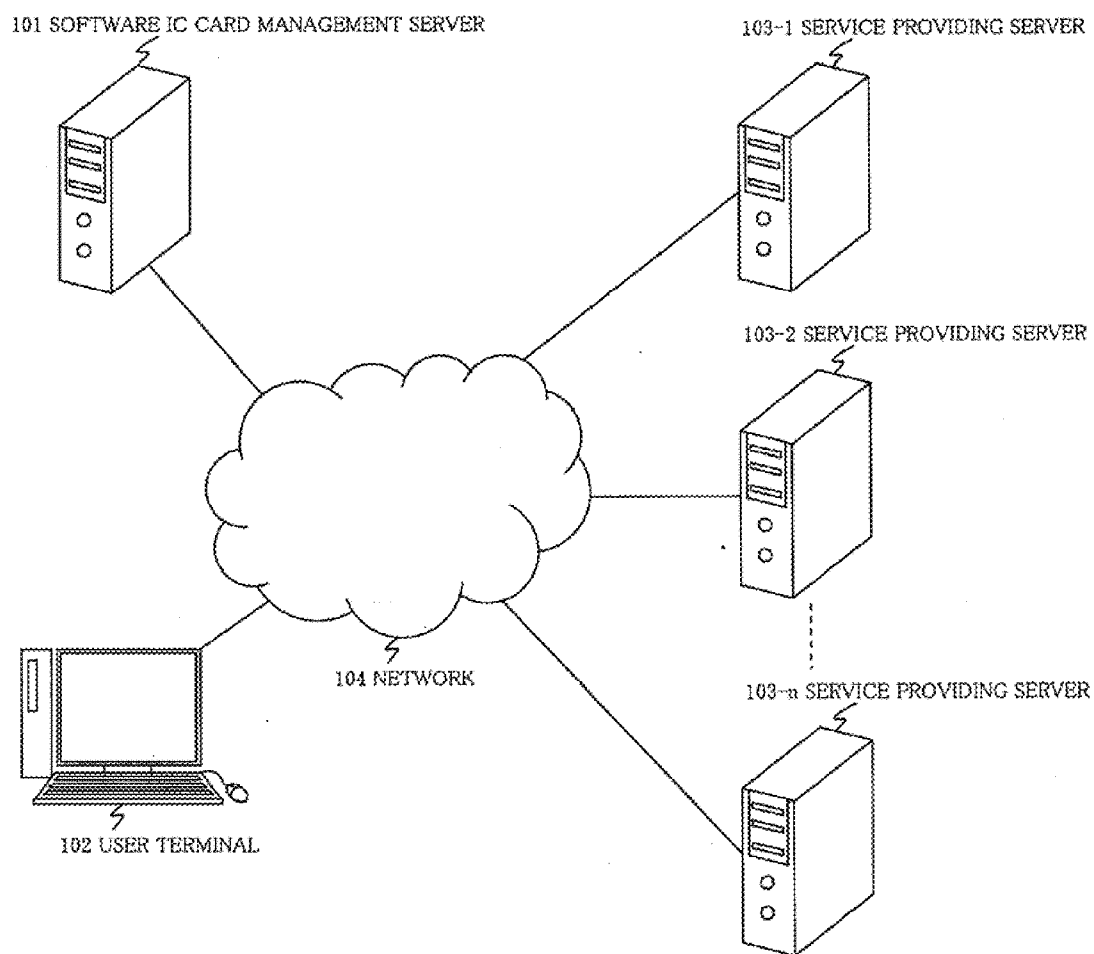 101 SOFTWARE IC CARD MANAGEMENT SERVER
103-1 SERVICE PROVIDING SERVER
103-2 SERVICE PROVIDING SERVER
104 NETWORK
103-n SERVICE PROVIDING SERVER
102 USER TERMINAL